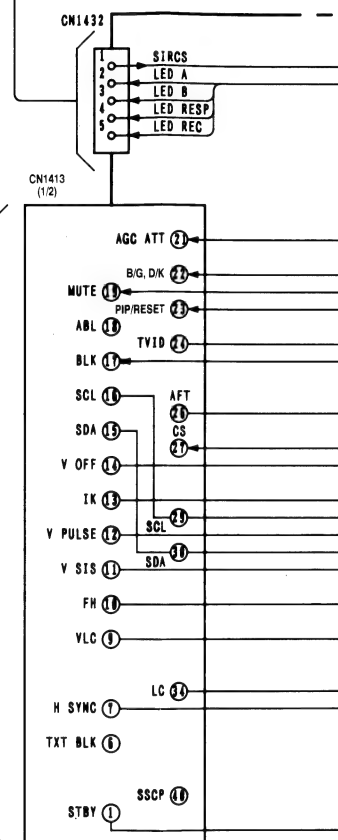 CN1432
1 SIRCS
2 LED A
3 LED B
4 LED RESP
5 LED REC
CN1413
(1/2)
AGC ATT 21
B/G, D/K 22
MUTE 19
PIP/RESET 23
ABL 18
TVID 24
BLK 17
SCL 16
AFT
26
SDA 15
CS
27
V OFF 14
IK 13
29
SCL
V PULSE 12
30
SDA
V SIS 11
FH 10
VLC 9
LC 34
H SYNC 7
TXT BLK 6
SSCP 40
STBY 1